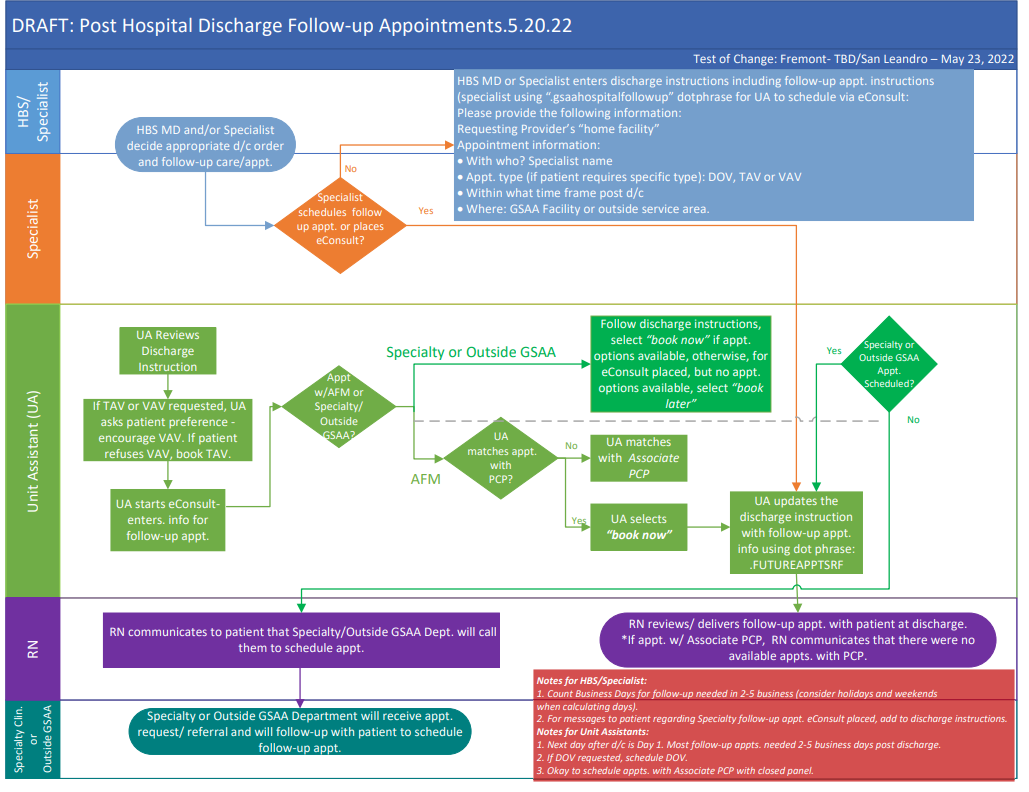 DRAFT: Post Hospital Discharge Follow-up Appointments.5.20.22
Test of Change: Fremont- TBD/San Leandro – May 23, 2022
HBS/
Specialist
HBS MD and/or Specialist
decide appropriate d/c order
and follow-up care/appt.
HBS MD or Specialist enters discharge instructions including follow-up appt. instructions
(specialist using “.gsaahospitalfollowup” dotphrase for UA to schedule via eConsult:
Please provide the following information:
Requesting Provider’s “home facility”
Appointment information:
● With who? Specialist name
● Appt. type (if patient requires specific type): DOV, TAV or VAV
● Within what time frame post d/c
● Where: GSAA Facility or outside service area.
Specialist
No
Specialist
schedules follow
up appt. or places
eConsult?
Yes
Unit Assistant (UA)
UA Reviews
Discharge
Instruction
If TAV or VAV requested, UA
asks patient preference -
encourage VAV. If patient
refuses VAV, book TAV.
UA starts eConsult-
enters. info for
follow-up appt.
Appt
w/AFM or
Specialty/
Outside
GSAA?
Specialty or Outside GSAA
Follow discharge instructions,
select “book now” if appt.
options available, otherwise, for
eConsult placed, but no appt.
options available, select “book
later”
AFM
UA
matches appt.
with
PCP?
No
UA matches
with Associate
PCP
Yes
UA selects
“book now”
Specialty or
Outside GSAA
Appt.
Scheduled?
Yes
No
UA updates the
discharge instruction
with follow-up appt.
info using dot phrase:
.FUTUREAPPTSRF
RN
RN communicates to patient that Specialty/Outside GSAA Dept. will call
them to schedule appt.
RN reviews/ delivers follow-up appt. with patient at discharge.
*If appt. w/ Associate PCP, RN communicates that there were no
available appts. with PCP.
Specialty Clin.
or
Outside GSAA
Specialty or Outside GSAA Department will receive appt.
request/ referral and will follow-up with patient to schedule
follow-up appt.
Notes for HBS/Specialist:
1. Count Business Days for follow-up needed in 2-5 business (consider holidays and weekends
when calculating days).
2. For messages to patient regarding Specialty follow-up appt. eConsult placed, add to discharge instructions.
Notes for Unit Assistants:
1. Next day after d/c is Day 1. Most follow-up appts. needed 2-5 business days post discharge.
2. If DOV requested, schedule DOV.
3. Okay to schedule appts. with Associate PCP with closed panel.